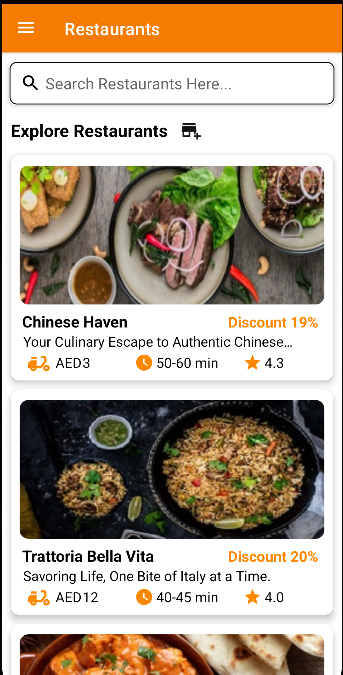 Restaurants
Search Restaurants Here...
Explore Restaurants
Chinese Haven Discount 19%
Your Culinary Escape to Authentic Chinese...
AED3 50-60 min 4.3
Trattoria Bella Vita Discount 20%
Savoring Life, One Bite of Italy at a Time.
AED12 40-45 min 4.0